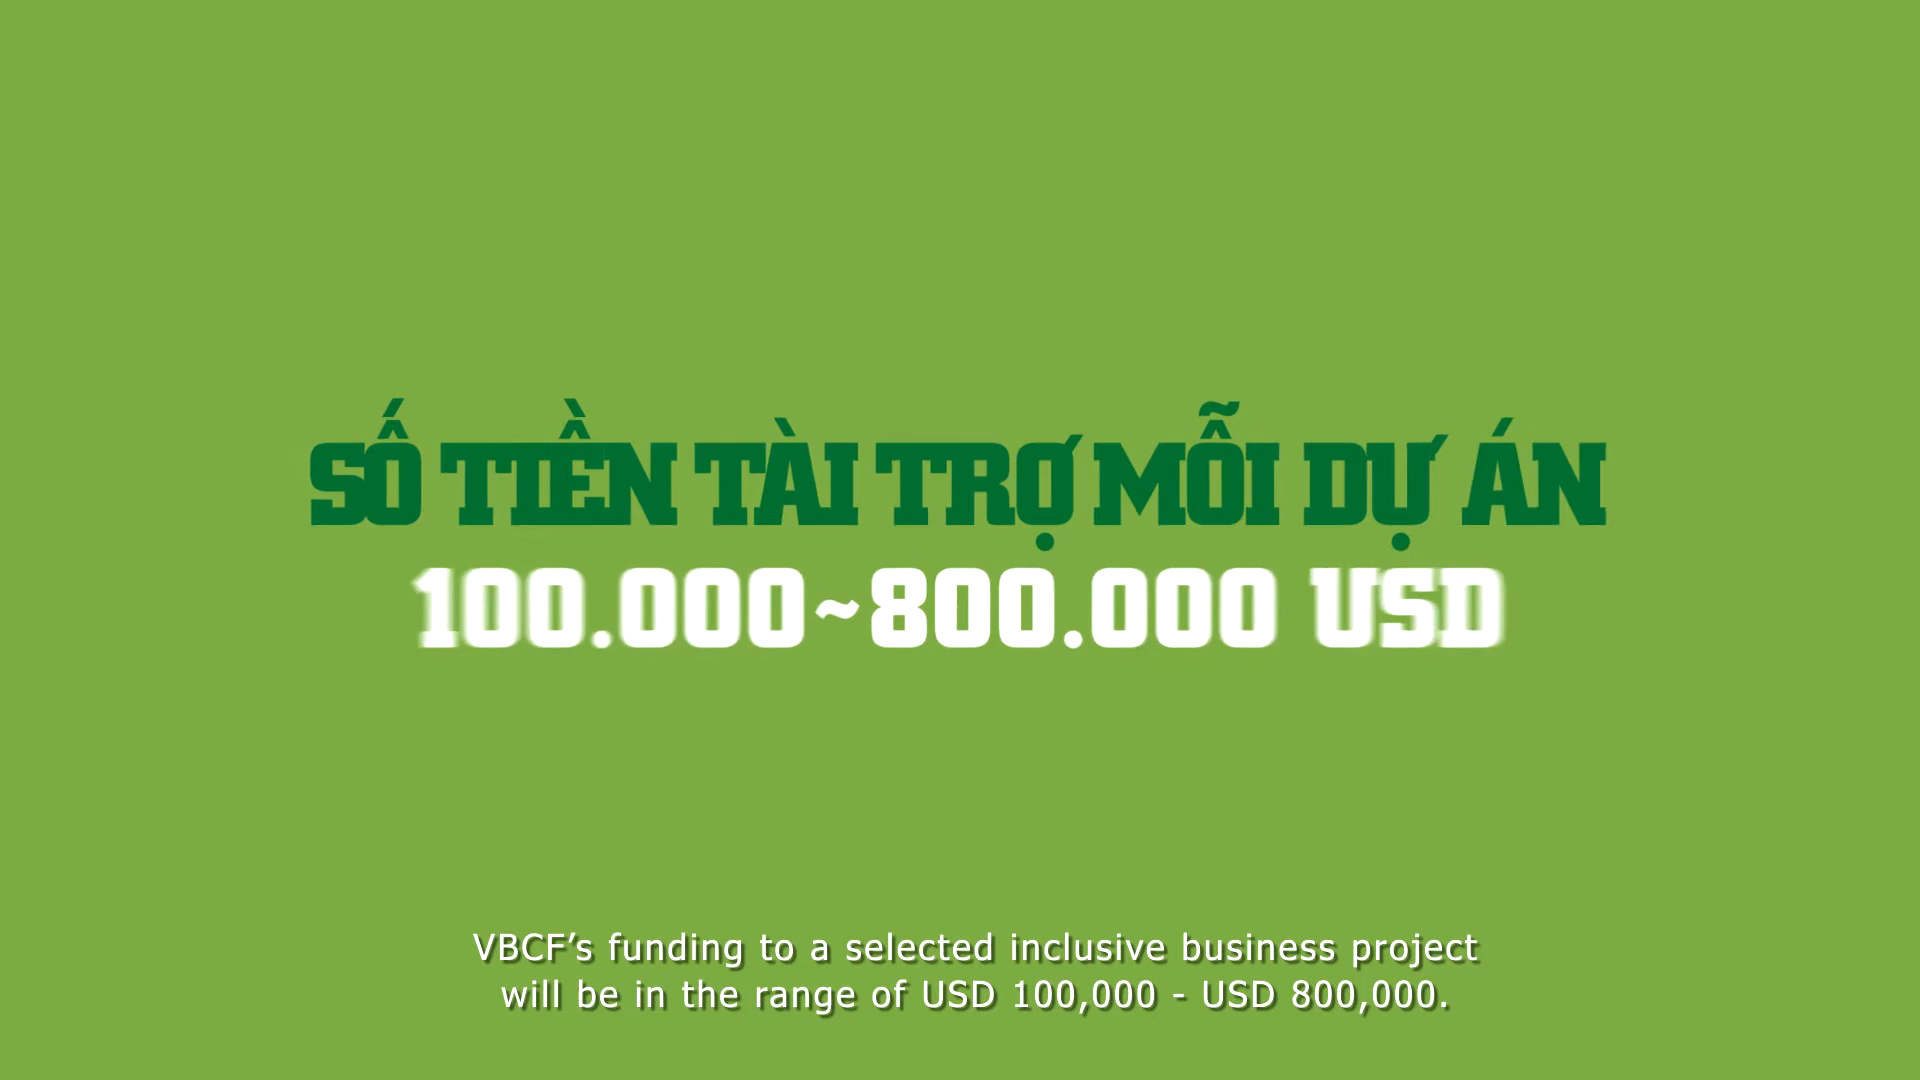 SỐ TIỀN TÀI TRỢ MỖI DỰ ÁN
100.000~800.000 USD
VBCF’s funding to a selected inclusive business project
will be in the range of USD 100,000 - USD 800,000.